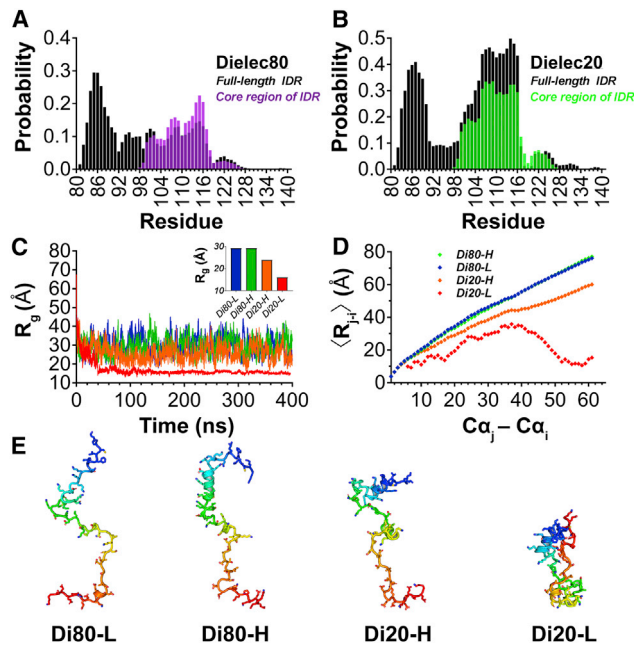 A
Probability
0.4
0.3
0.2
0.1
0.0
Dielec80
Full-length IDR
Core region of IDR
80 86 92 98 104 110 116 122 128 134 140
Residue
B
Probability
0.5
0.4
0.3
0.2
0.1
0.0
Dielec20
Full-length IDR
Core region of IDR
80 86 92 98 104 110 116 122 128 134 140
Residue
C
Rg (Å)
80
70
60
50
40
30
20
10
0 100 200 300 400
Time (ns)
Rg (Å)
30
20
10
Di80-L
Di80-H
Di20-H
Di20-L
D
⟨Rj-i⟩ (Å)
80
60
40
20
0
Di80-H
Di80-L
Di20-H
Di20-L
10 20 30 40 50 60
Cαj – Cαi
E
Di80-L Di80-H Di20-H Di20-L